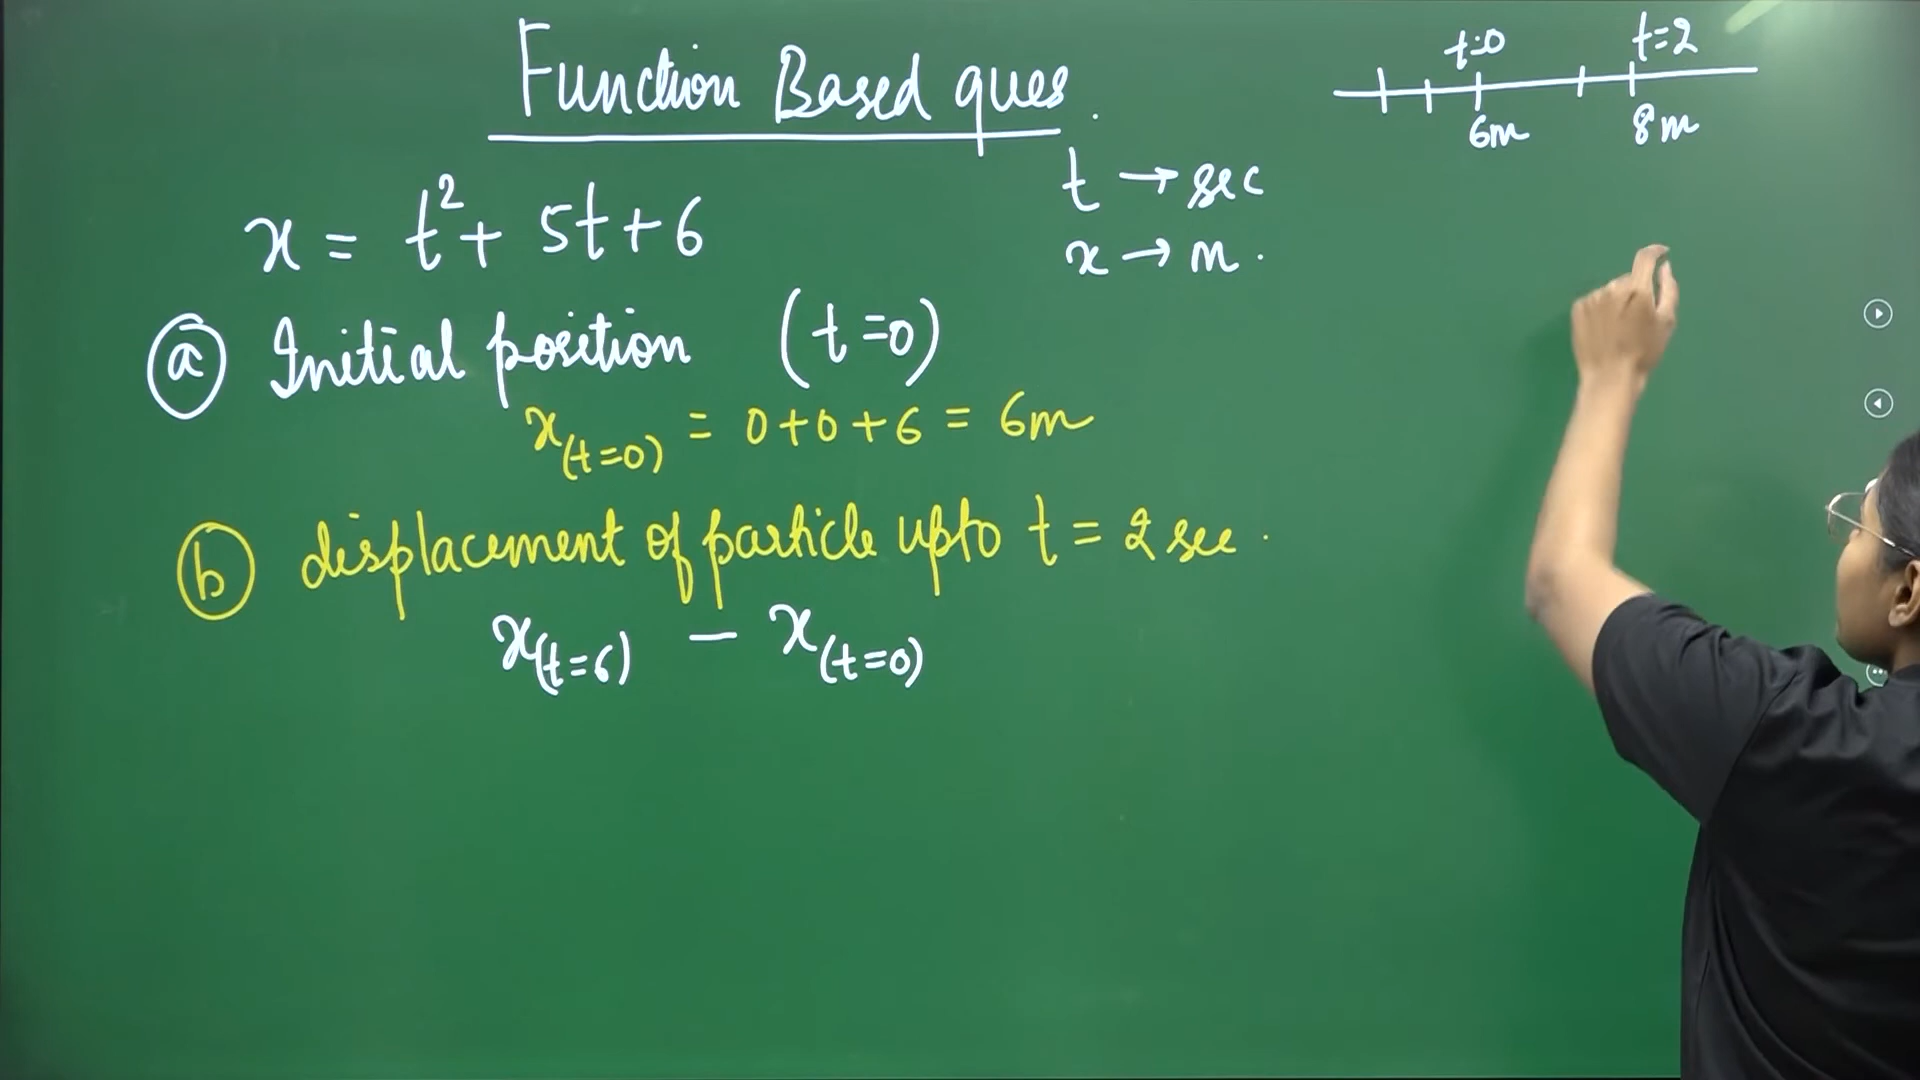 Function Based ques.
t=0 t=2
6m 8m
t → sec
x = t² + 5t + 6
x → m.
ⓐ Initial position (t=0)
x(t=0) = 0+0+6 = 6m
ⓑ displacement of particle upto t = 2 sec.
x(t=6) – x(t=0)